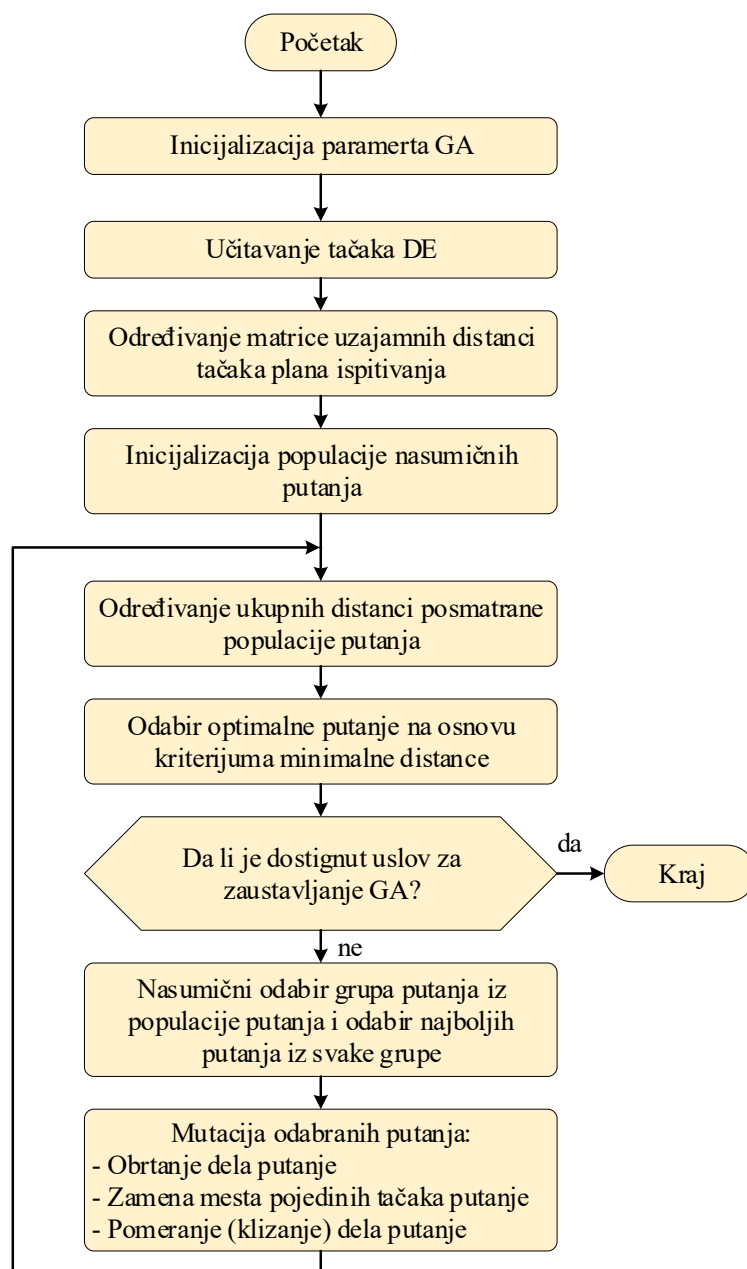 Početak
Inicijalizacija paramerta GA
Učitavanje tačaka DE
Određivanje matrice uzajamnih distanci
tačaka plana ispitivanja
Inicijalizacija populacije nasumičnih
putanja
Određivanje ukupnih distanci posmatrane
populacije putanja
Odabir optimalne putanje na osnovu
kriterijuma minimalne distance
Da li je dostignut uslov za
zaustavljanje GA?
da
Kraj
ne
Nasumični odabir grupa putanja iz
populacije putanja i odabir najboljih
putanja iz svake grupe
Mutacija odabranih putanja:
- Obrtanje dela putanje
- Zamena mesta pojedinih tačaka putanje
- Pomeranje (klizanje) dela putanje